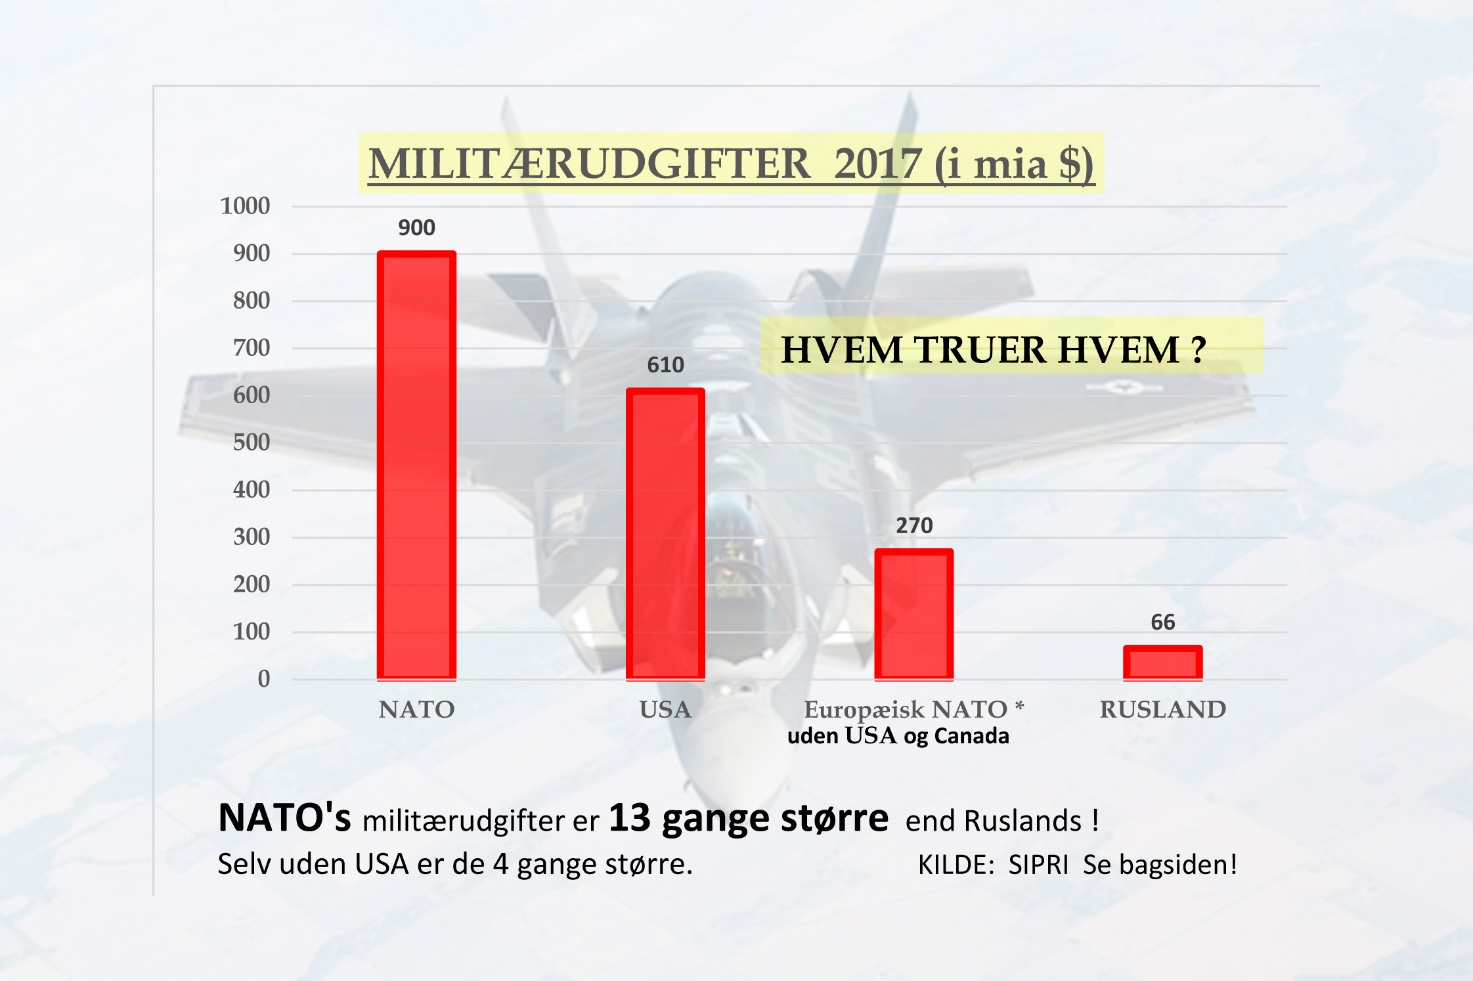 MILITÆRUDGIFTER 2017 (i mia $)
1000
900
800
700
600
500
400
300
200
100
0
900
610
270
66
HVEM TRUER HVEM ?
NATO
USA
Europæisk NATO *
uden USA og Canada
RUSLAND
NATO's militærudgifter er 13 gange større end Ruslands !
Selv uden USA er de 4 gange større.
KILDE: SIPRI Se bagsiden!